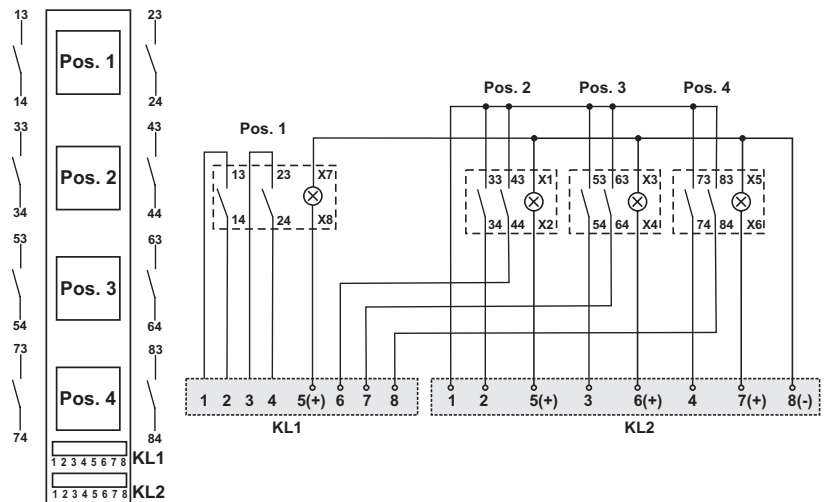 13
23
Pos. 1
14
24
33
43
Pos. 2
34
44
53
63
Pos. 3
54
64
73
83
Pos. 4
74
84
1 2 3 4 5 6 7 8 KL1
1 2 3 4 5 6 7 8 KL2
Pos. 2 Pos. 3 Pos. 4
Pos. 1
13 23 X7
14 24 X8
33 43 X1 53 63 X3 73 83 X5
34 44 X2 54 64 X4 74 84 X6
1 2 3 4 5(+) 6 7 8
KL1
1 2 5(+) 3 6(+) 4 7(+) 8(-)
KL2